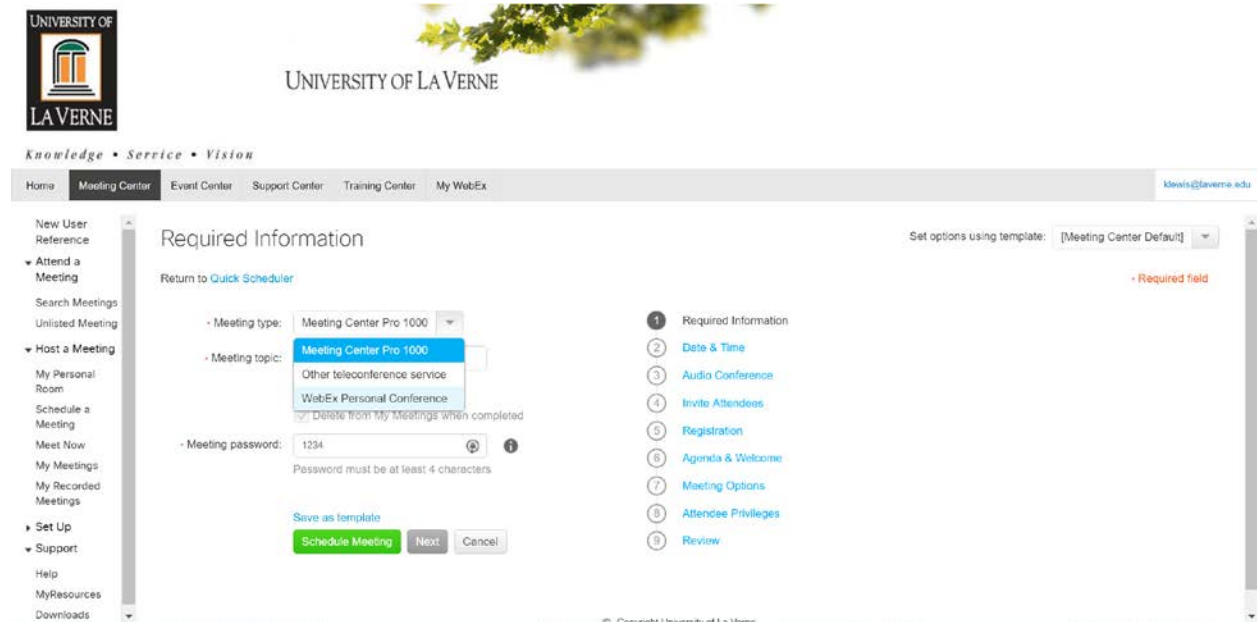 UNIVERSITY OF
LA VERNE
UNIVERSITY OF LA VERNE
Knowledge • Service • Vision
Home Meeting Center Event Center Support Center Training Center My WebEx klewis@laverne.edu
New User
Reference
Attend a
Meeting
Search Meetings
Unlisted Meeting
Host a Meeting
My Personal
Room
Schedule a
Meeting
Meet Now
My Meetings
My Recorded
Meetings
Set Up
Support
Help
MyResources
Downloads
Required Information
Set options using template: [Meeting Center Default]
Return to Quick Scheduler
• Required field
• Meeting type: Meeting Center Pro 1000
• Meeting topic:
Meeting Center Pro 1000
Other teleconference service
WebEx Personal Conference
Delete from My Meetings when completed
• Meeting password: 1234
Password must be at least 4 characters
Save as template
Schedule Meeting Next Cancel
1 Required Information
2 Date & Time
3 Audio Conference
4 Invite Attendees
5 Registration
6 Agenda & Welcome
7 Meeting Options
8 Attendee Privileges
9 Review
© Copyright University of La Verne